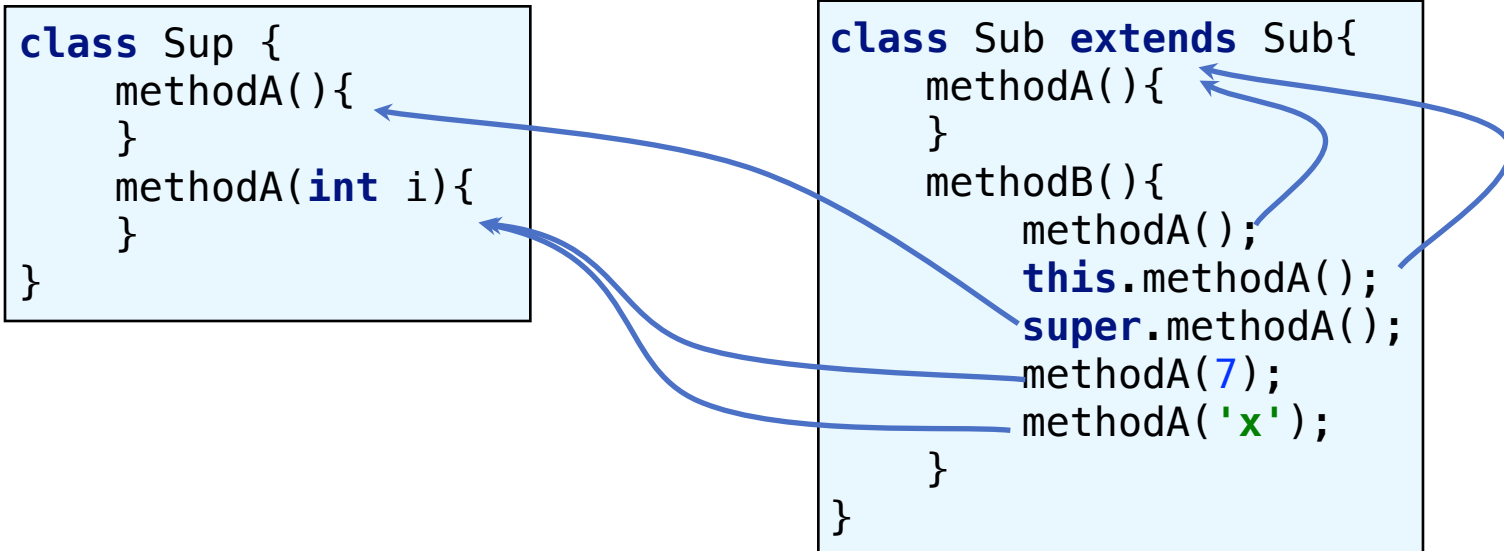 class Sup {
    methodA(){
    }
    methodA(int i){
    }
}
class Sub extends Sub{
    methodA(){
    }
    methodB(){
        methodA();
        this.methodA();
        super.methodA();
        methodA(7);
        methodA('x');
    }
}